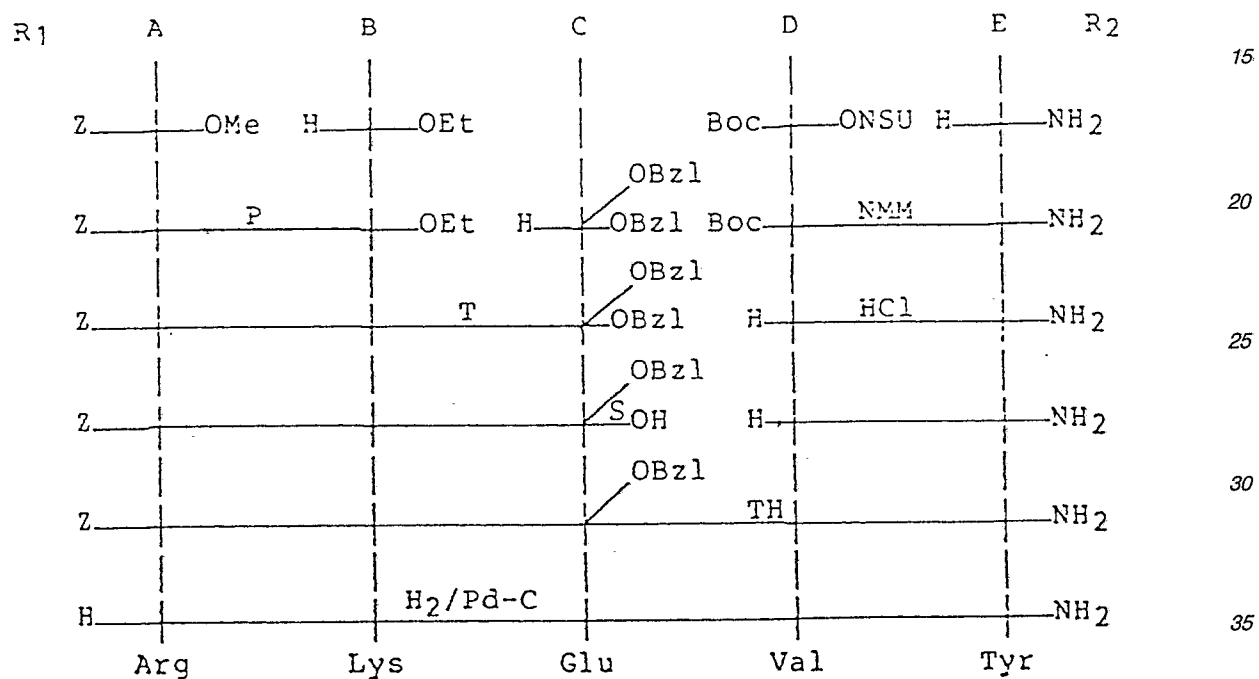 R1 A B C D E R2
15
Z OMe H OEt Boc ONSU H NH2
OBzl
20
Z P OEt H OBzl Boc NMM NH2
OBzl
Z T OBzl H HCl NH2
25
OBzl
Z S OH H NH2
OBzl
30
Z TH NH2
H H2/Pd-C NH2
35
Arg Lys Glu Val Tyr